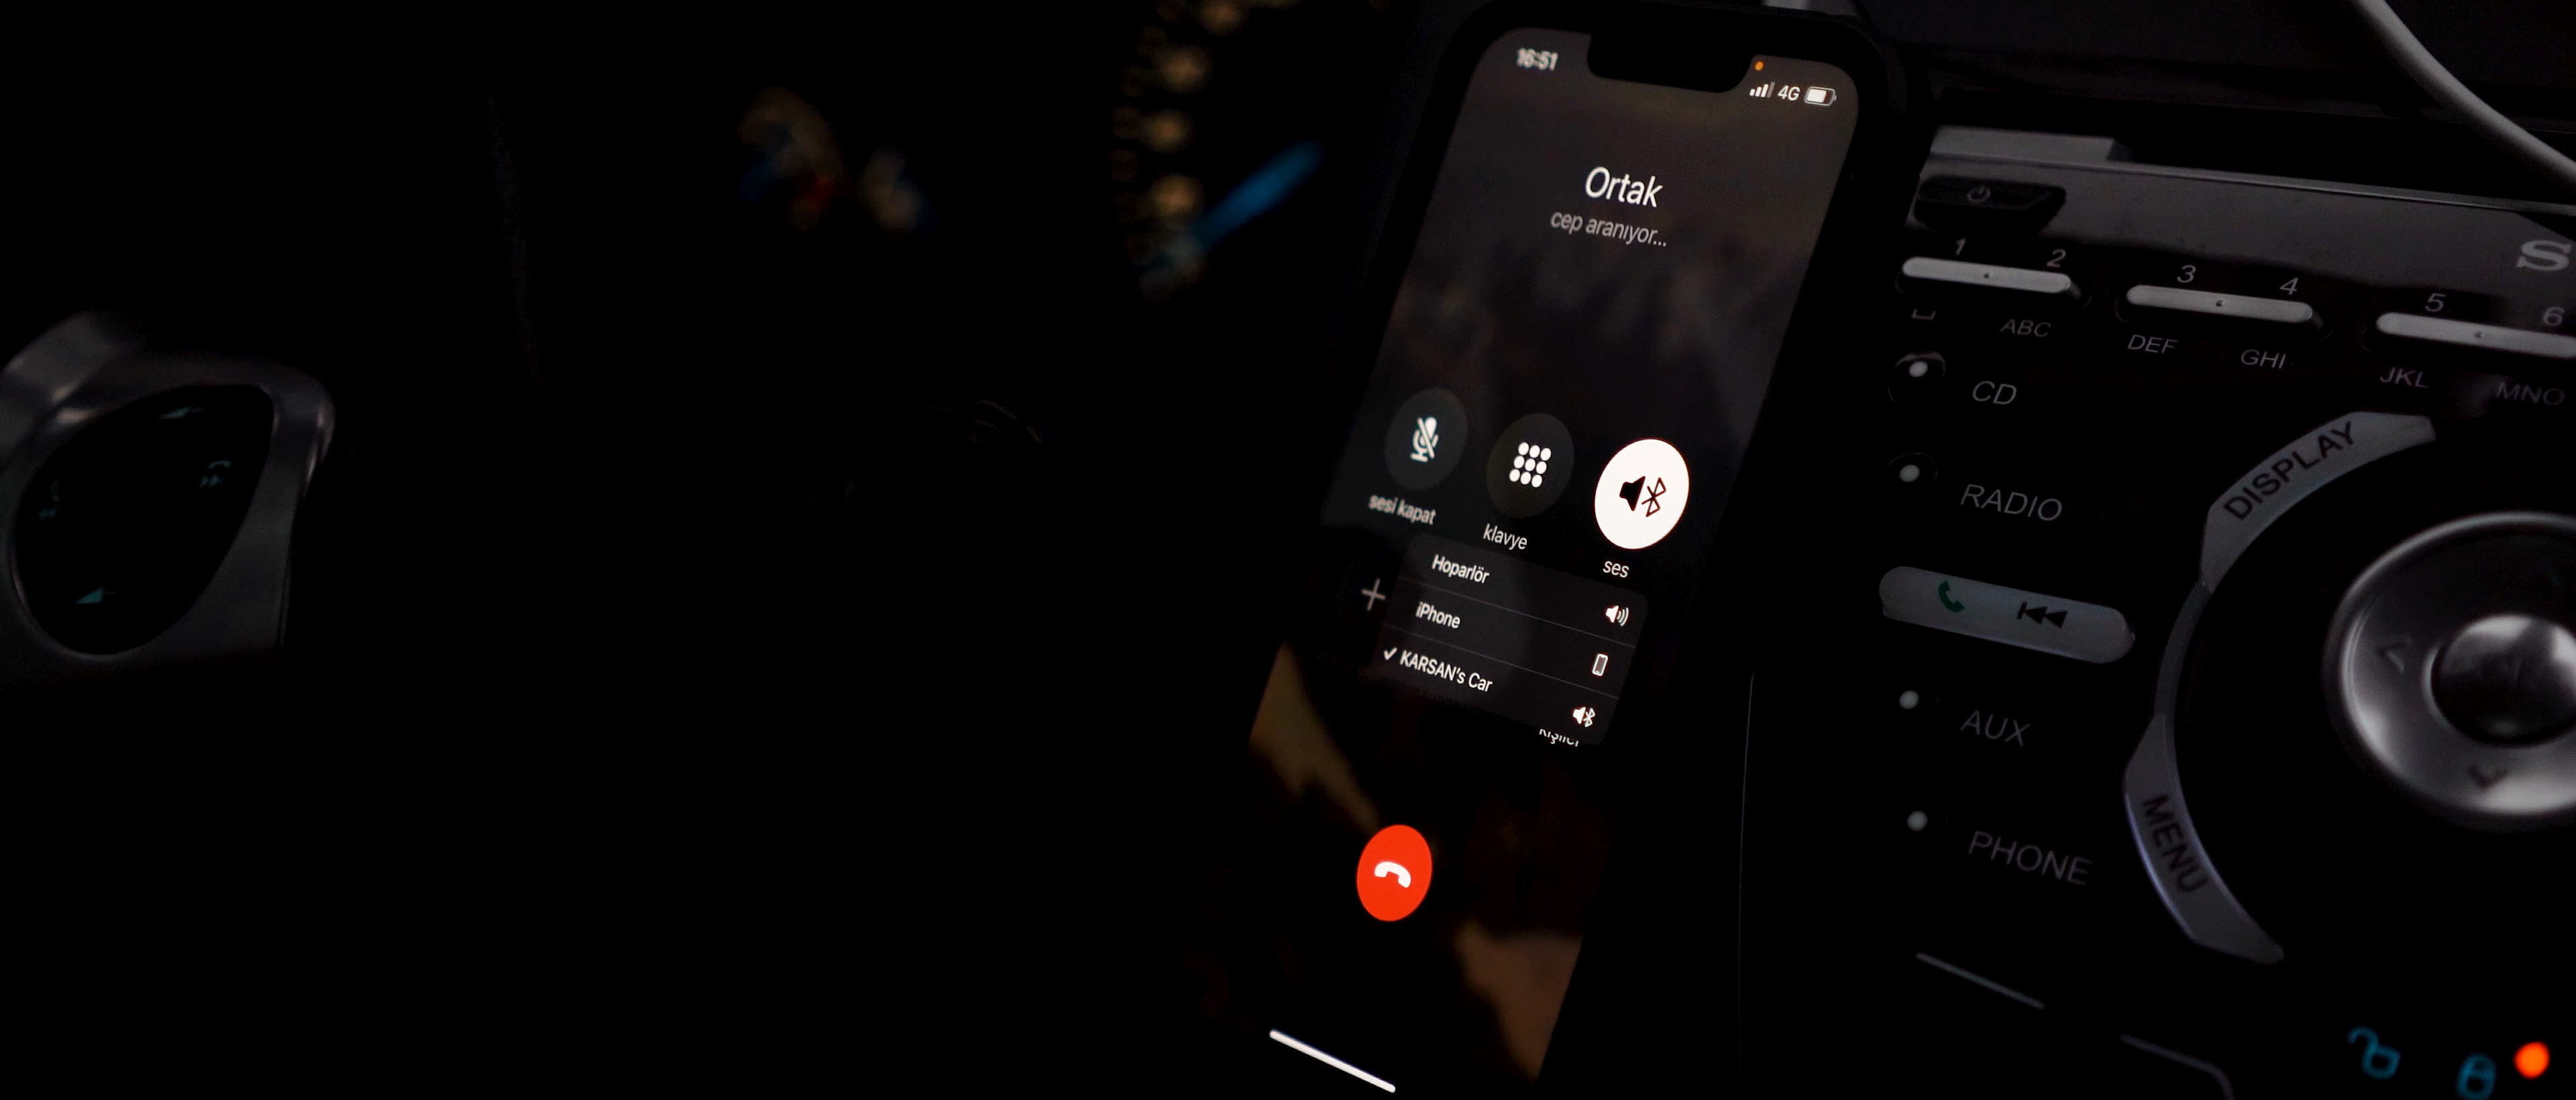 16:51
4G
Ortak
cep aranıyor...
sesi kapat
klavye
ses
Hoparlör
iPhone
✓ KARSAN's Car
kişiler
S
1 2 3 4 5 6
ABC DEF GHI JKL MNO
CD
RADIO
AUX
PHONE
DISPLAY
MENU